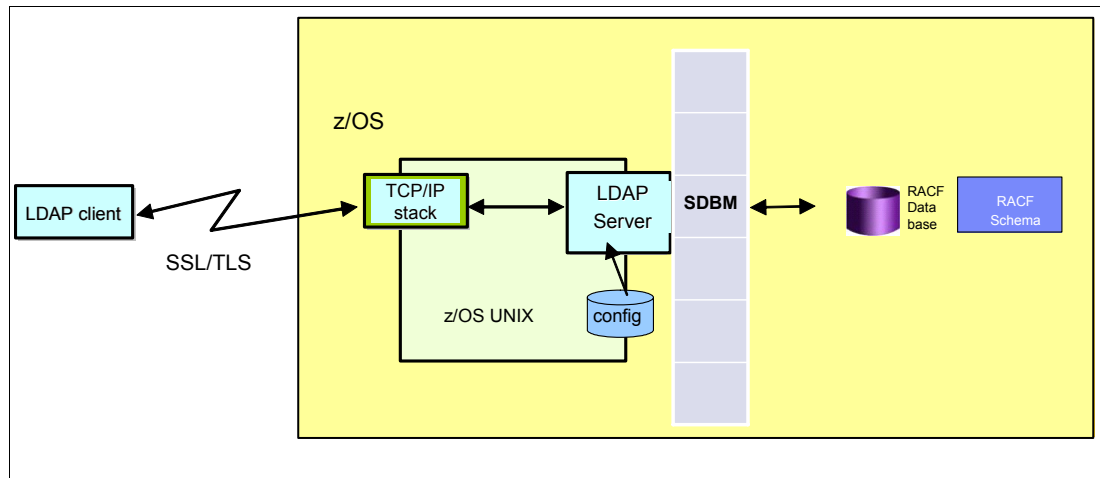 z/OS
LDAP client
SSL/TLS
TCP/IP
stack
LDAP
Server
z/OS UNIX
config
SDBM
RACF
Data
base
RACF
Schema